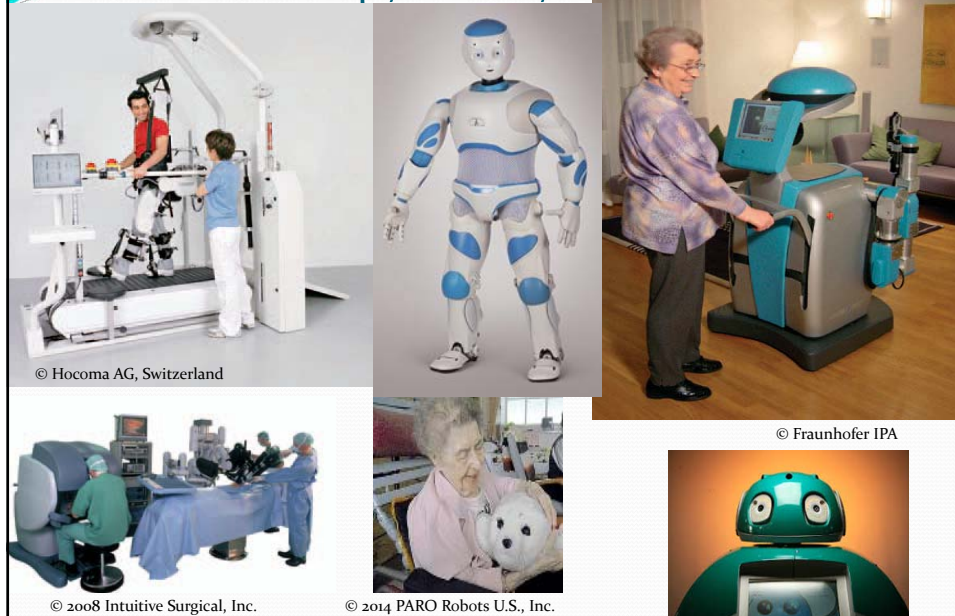 © Hocoma AG, Switzerland
© Fraunhofer IPA
© 2008 Intuitive Surgical, Inc.
© 2014 PARO Robots U.S., Inc.